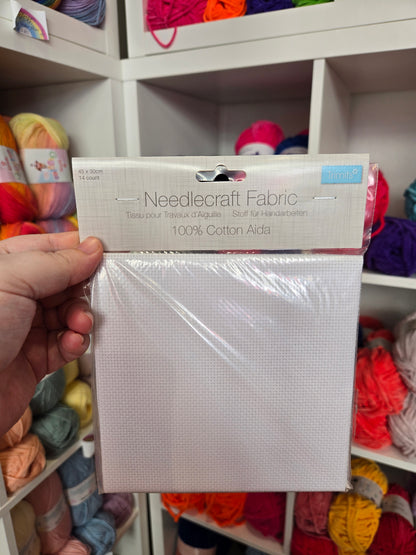 45 x 30cm
14 count
trimits
Needlecraft Fabric
Tissu pour Travaux d'Aiguille Stoff für Handarbeiten
100% Cotton Aida